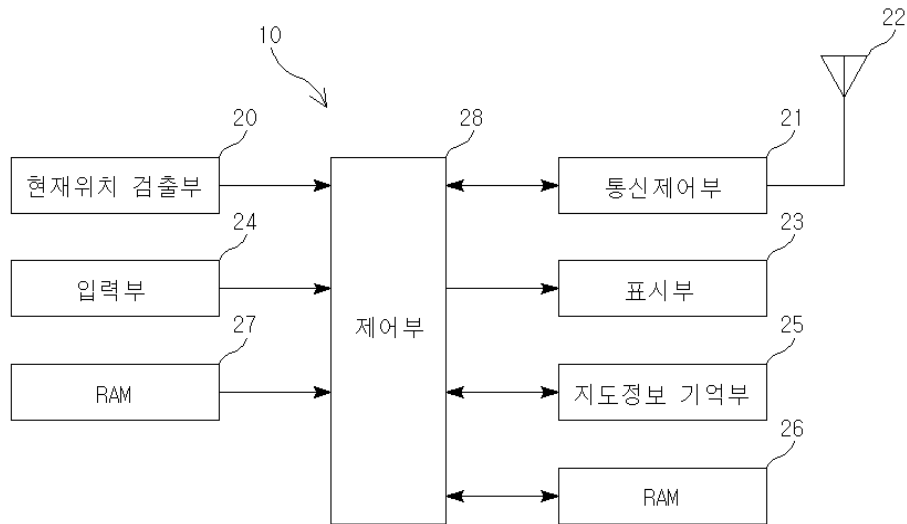 22
10
20
28
21
현재위치 검출부
통신제어부
24
23
입력부
표시부
제어부
27
25
RAM
지도정보 기억부
26
RAM